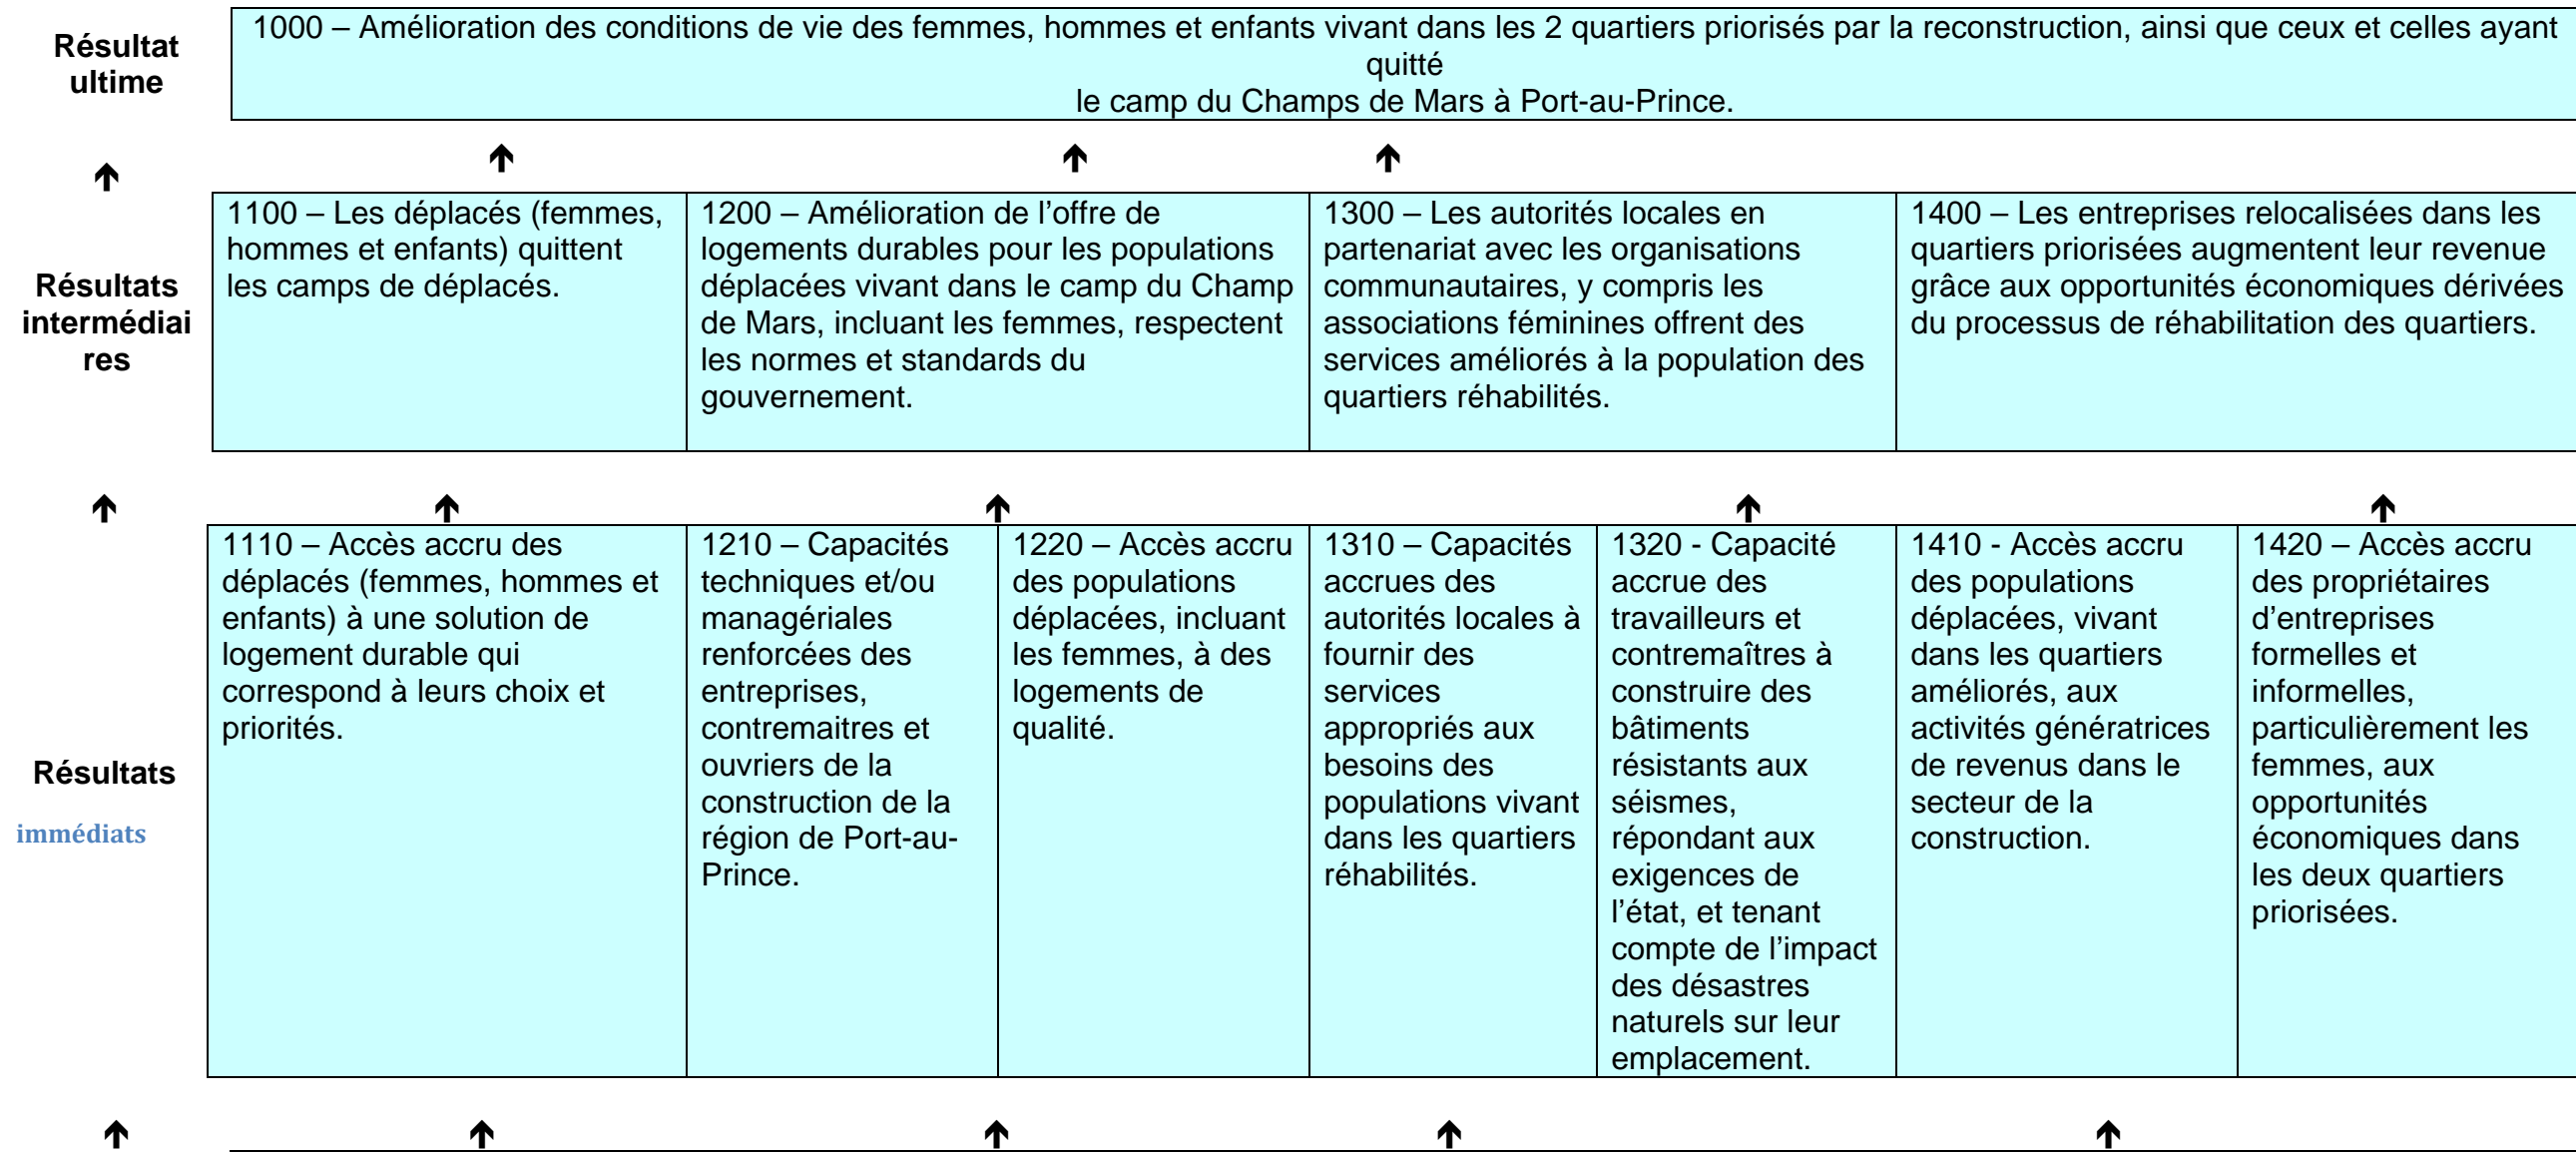 Résultat
ultime
1000 – Amélioration des conditions de vie des femmes, hommes et enfants vivant dans les 2 quartiers priorisés par la reconstruction, ainsi que ceux et celles ayant
quitté
le camp du Champs de Mars à Port-au-Prince.
Résultats
intermédiai
res
1100 – Les déplacés (femmes,
hommes et enfants) quittent
les camps de déplacés.
1200 – Amélioration de l’offre de
logements durables pour les populations
déplacées vivant dans le camp du Champ
de Mars, incluant les femmes, respectent
les normes et standards du
gouvernement.
1300 – Les autorités locales en
partenariat avec les organisations
communautaires, y compris les
associations féminines offrent des
services améliorés à la population des
quartiers réhabilités.
1400 – Les entreprises relocalisées dans les
quartiers priorisées augmentent leur revenue
grâce aux opportunités économiques dérivées
du processus de réhabilitation des quartiers.
Résultats
immédiats
1110 – Accès accru des
déplacés (femmes, hommes et
enfants) à une solution de
logement durable qui
correspond à leurs choix et
priorités.
1210 – Capacités
techniques et/ou
managériales
renforcées des
entreprises,
contremaitres et
ouvriers de la
construction de la
région de Port-au-
Prince.
1220 – Accès accru
des populations
déplacées, incluant
les femmes, à des
logements de
qualité.
1310 – Capacités
accrues des
autorités locales à
fournir des
services
appropriés aux
besoins des
populations vivant
dans les quartiers
réhabilités.
1320 - Capacité
accrue des
travailleurs et
contremaîtres à
construire des
bâtiments
résistants aux
séismes,
répondant aux
exigences de
l’état, et tenant
compte de l’impact
des désastres
naturels sur leur
emplacement.
1410 - Accès accru
des populations
déplacées, vivant
dans les quartiers
améliorés, aux
activités génératrices
de revenus dans le
secteur de la
construction.
1420 – Accès accru
des propriétaires
d’entreprises
formelles et
informelles,
particulièrement les
femmes, aux
opportunités
économiques dans
les deux quartiers
priorisées.